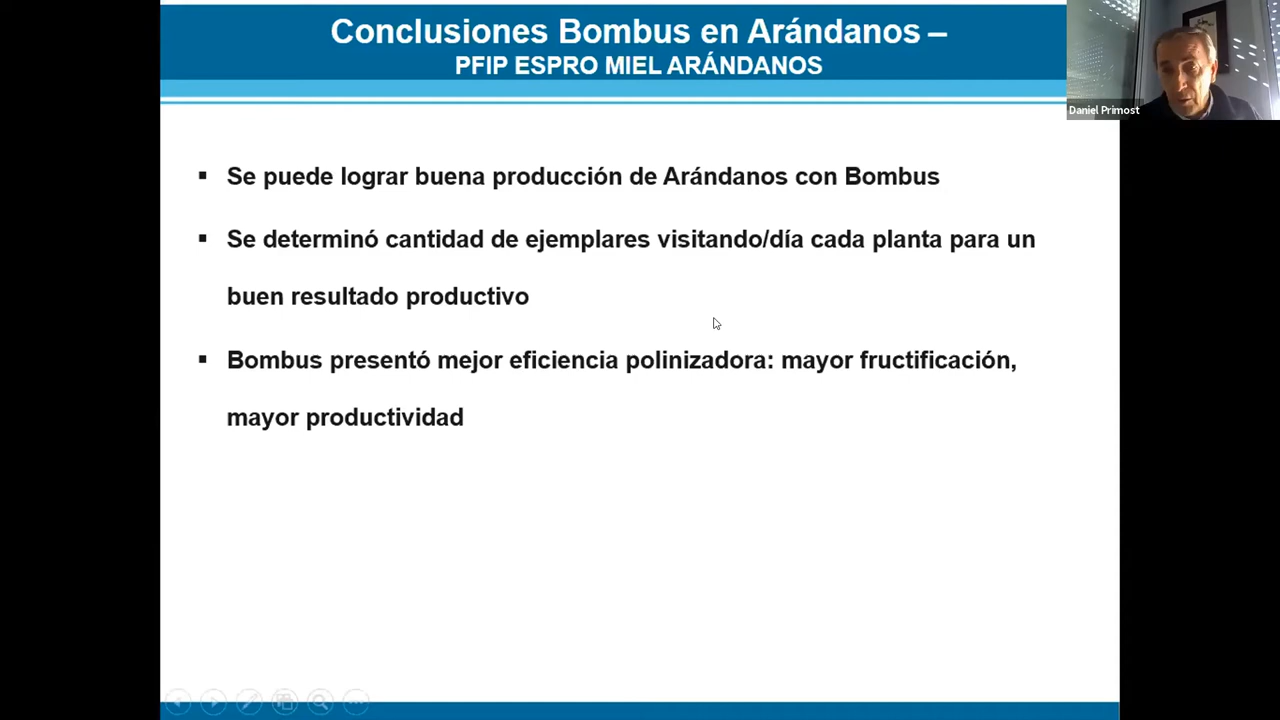 Conclusiones Bombus en Arándanos –
PFIP ESPRO MIEL ARÁNDANOS
Daniel Primost
▪ Se puede lograr buena producción de Arándanos con Bombus
▪ Se determinó cantidad de ejemplares visitando/día cada planta para un
buen resultado productivo
▪ Bombus presentó mejor eficiencia polinizadora: mayor fructificación,
mayor productividad